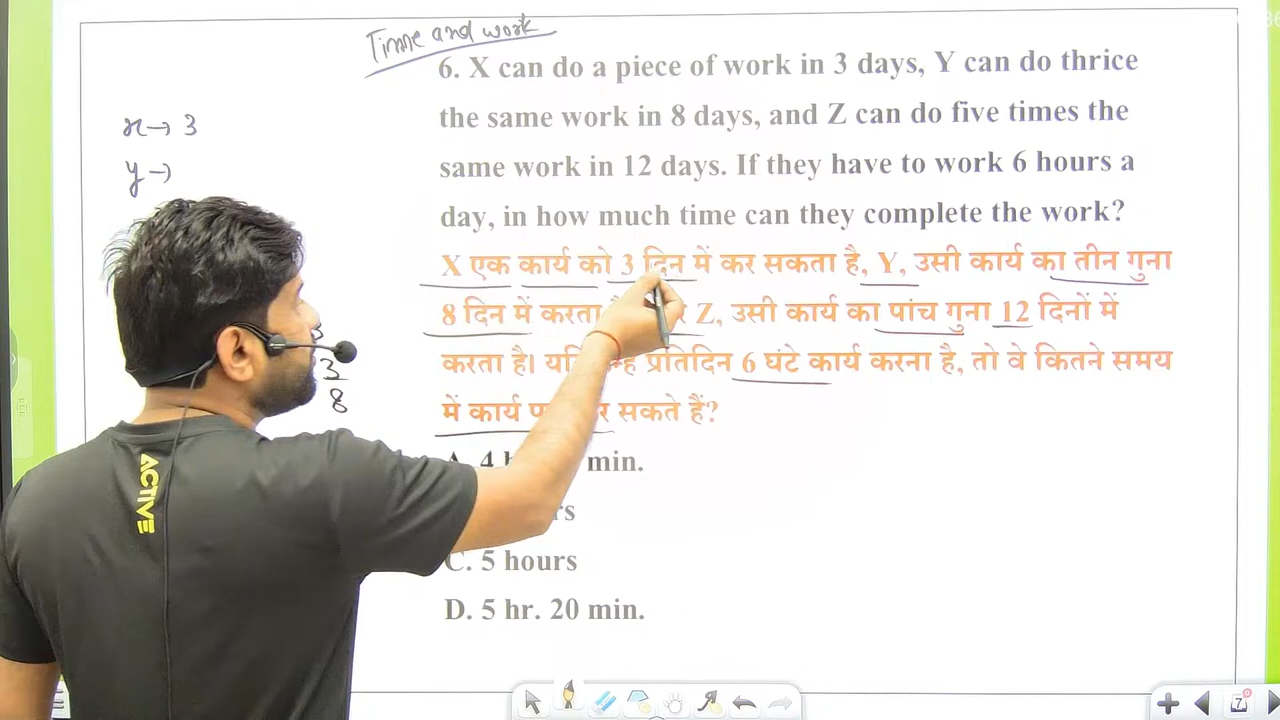 Time and work
6. X can do a piece of work in 3 days, Y can do thrice
the same work in 8 days, and Z can do five times the
same work in 12 days. If they have to work 6 hours a
day, in how much time can they complete the work?
x→ 3
y→
X एक कार्य को 3 दिन में कर सकता है, Y, उसी कार्य का तीन गुना
8 दिन में करता Z, उसी कार्य का पांच गुना 12 दिनों में
करता है। प्रतिदिन 6 घंटे कार्य करना है, तो वे कितने समय
में कार्य सकते हैं?
3
8
A. 4 min.
C. 5 hours
D. 5 hr. 20 min.
ACTIVE